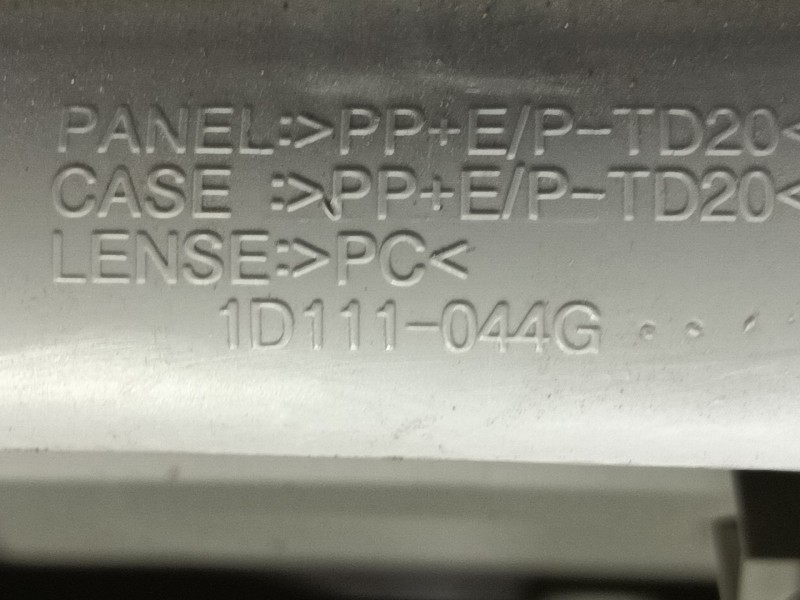 PANEL:>PP+E/P-TD20<
CASE :>PP+E/P-TD20<
LENSE:>PC<
1D111-044G